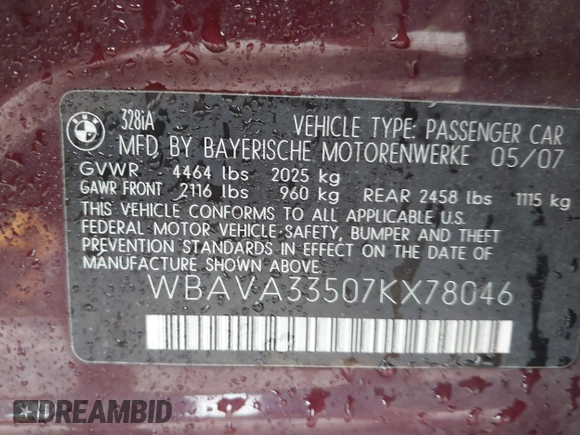 BMW
328iA
VEHICLE TYPE: PASSENGER CAR
MFD BY BAYERISCHE MOTORENWERKE 05/07
GVWR 4464 lbs 2025 kg
GAWR FRONT 2116 lbs 960 kg REAR 2458 lbs 1115 kg
THIS VEHICLE CONFORMS TO ALL APPLICABLE U.S.
FEDERAL MOTOR VEHICLE-SAFETY, BUMPER AND THEFT
PREVENTION STANDARDS IN EFFECT ON THE DATE OF
MANUFACTURE SHOWN ABOVE.
WBAVA33507KX78046
DREAMBID